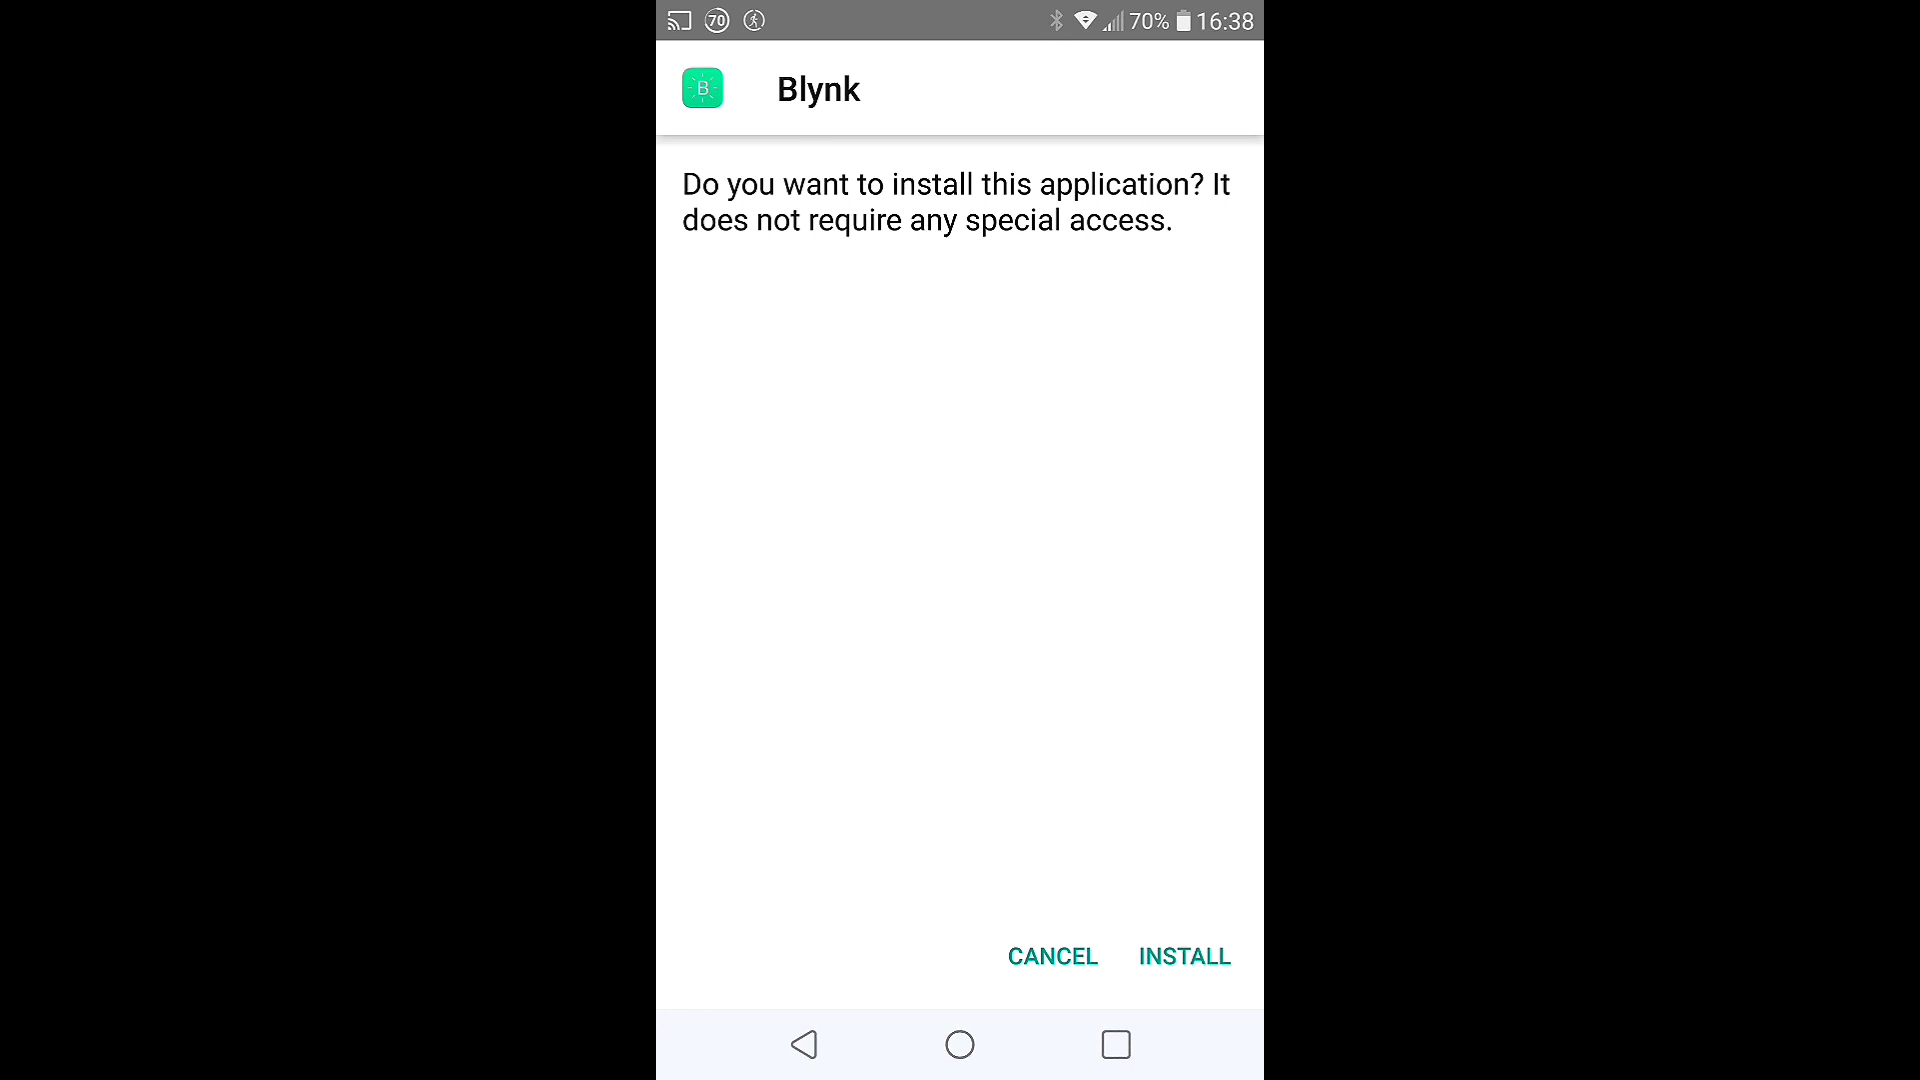 70 70% 16:38
B Blynk
Do you want to install this application? It
does not require any special access.
CANCEL INSTALL